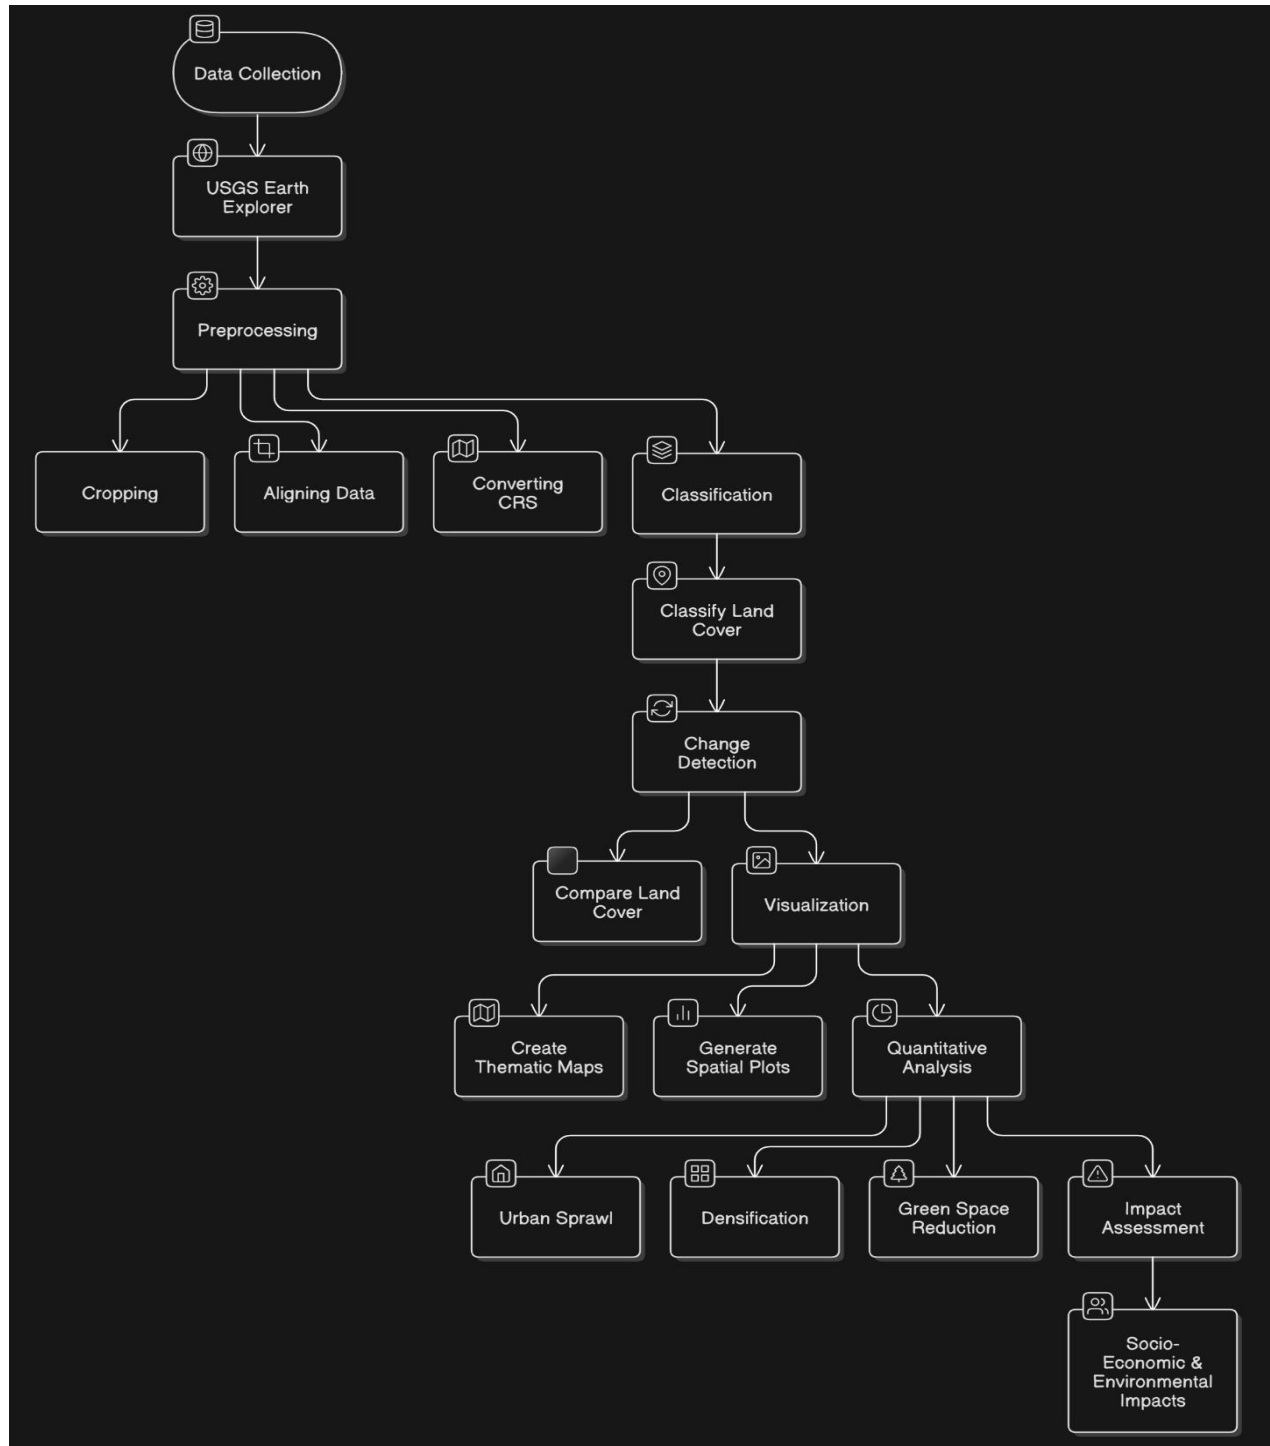 Data Collection
USGS Earth
Explorer
Preprocessing
Cropping
Aligning Data
Converting
CRS
Classification
Classify Land
Cover
Change
Detection
Compare Land
Cover
Visualization
Create
Thematic Maps
Generate
Spatial Plots
Quantitative
Analysis
Urban Sprawl
Densification
Green Space
Reduction
Impact
Assessment
Socio-
Economic &
Environmental
Impacts